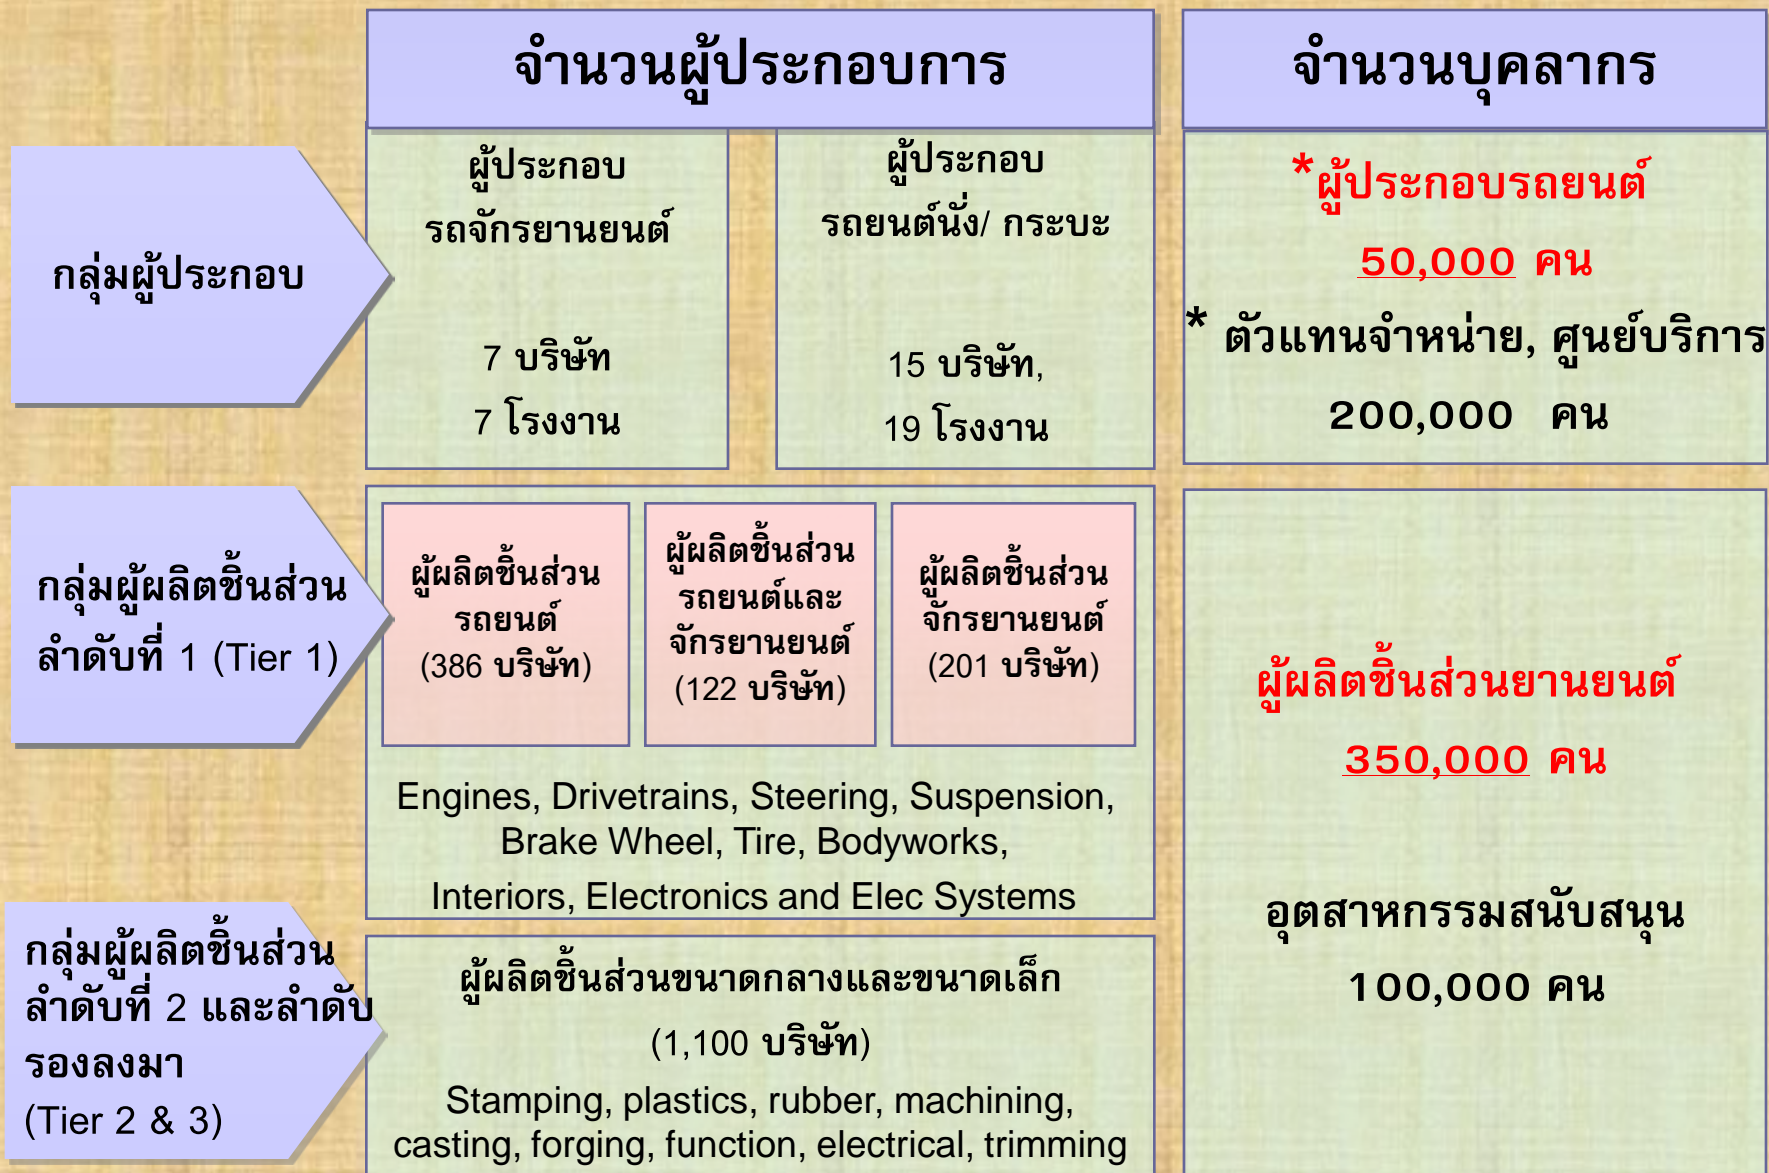 จำนวนผู้ประกอบการ
จำนวนบุคลากร
กลุ่มผู้ประกอบ
ผู้ประกอบ
รถจักรยานยนต์
7 บริษัท
7 โรงงาน
ผู้ประกอบ
รถยนต์นั่ง/ กระบะ
15 บริษัท,
19 โรงงาน
*ผู้ประกอบรถยนต์
50,000 คน
* ตัวแทนจำหน่าย, ศูนย์บริการ
200,000 คน
กลุ่มผู้ผลิตชิ้นส่วน
ลำดับที่ 1 (Tier 1)
ผู้ผลิตชิ้นส่วน
รถยนต์
(386 บริษัท)
ผู้ผลิตชิ้นส่วน
รถยนต์และ
จักรยานยนต์
(122 บริษัท)
ผู้ผลิตชิ้นส่วน
จักรยานยนต์
(201 บริษัท)
Engines, Drivetrains, Steering, Suspension,
Brake Wheel, Tire, Bodyworks,
Interiors, Electronics and Elec Systems
ผู้ผลิตชิ้นส่วนยานยนต์
350,000 คน
อุตสาหกรรมสนับสนุน
100,000 คน
กลุ่มผู้ผลิตชิ้นส่วน
ลำดับที่ 2 และลำดับ
รองลงมา
(Tier 2 & 3)
ผู้ผลิตชิ้นส่วนขนาดกลางและขนาดเล็ก
(1,100 บริษัท)
Stamping, plastics, rubber, machining,
casting, forging, function, electrical, trimming